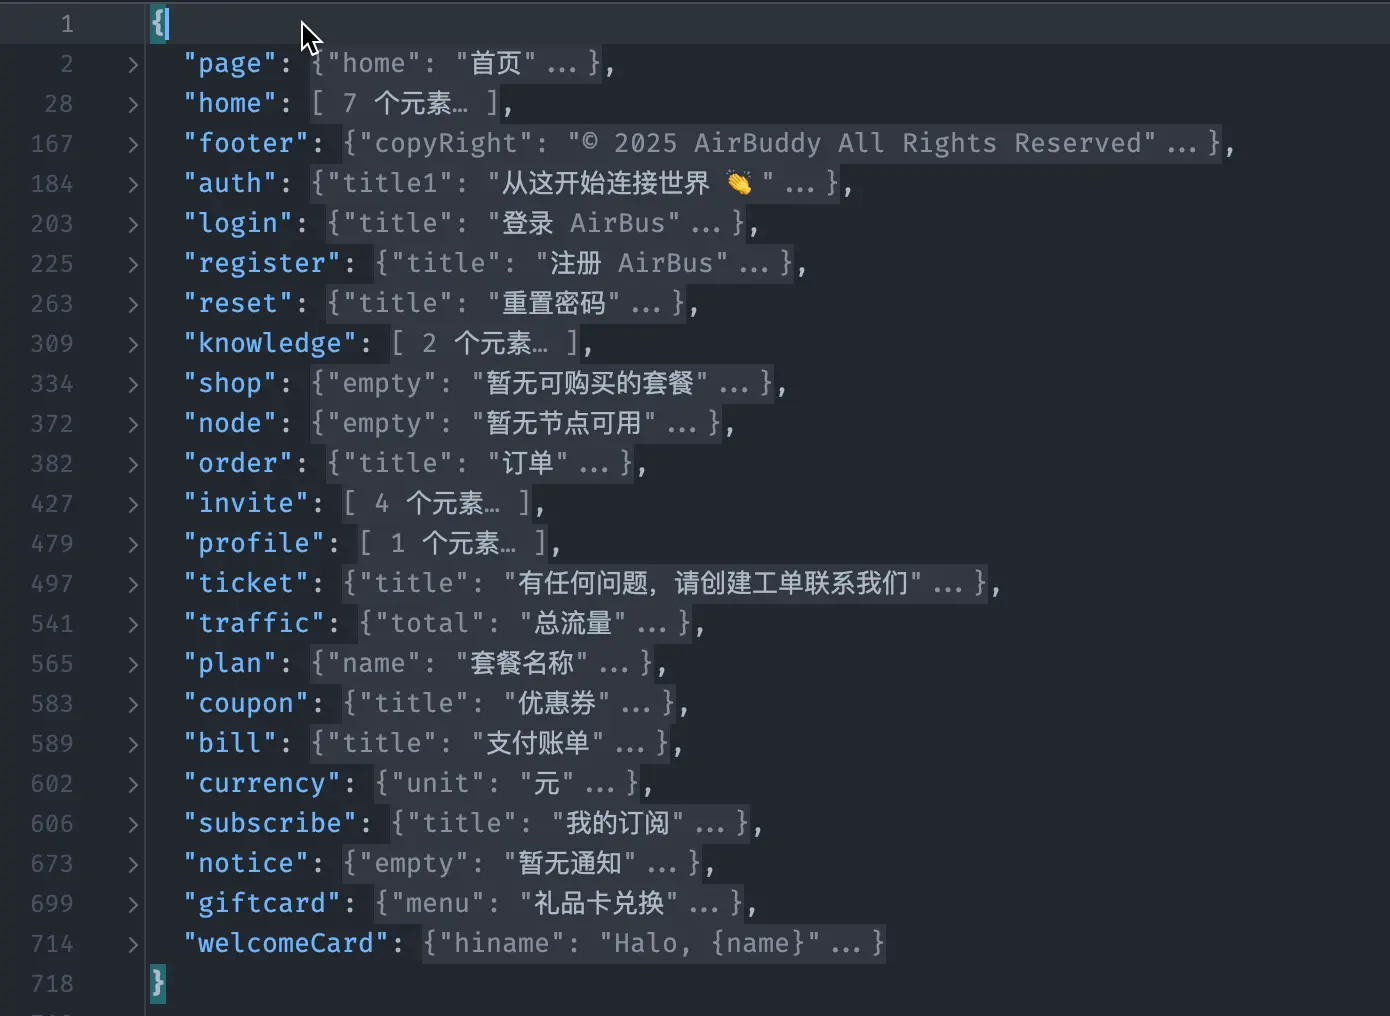 1 {
2 > "page": {"home": "首页"...},
28 > "home": [ 7 个元素… ],
167 > "footer": {"copyRight": "© 2025 AirBuddy All Rights Reserved"...},
184 > "auth": {"title1": "从这开始连接世界 👏 "...},
203 > "login": {"title": "登录 AirBus"...},
225 > "register": {"title": "注册 AirBus"...},
263 > "reset": {"title": "重置密码"...},
309 > "knowledge": [ 2 个元素… ],
334 > "shop": {"empty": "暂无可购买的套餐"...},
372 > "node": {"empty": "暂无节点可用"...},
382 > "order": {"title": "订单"...},
427 > "invite": [ 4 个元素… ],
479 > "profile": [ 1 个元素… ],
497 > "ticket": {"title": "有任何问题，请创建工单联系我们"...},
541 > "traffic": {"total": "总流量"...},
565 > "plan": {"name": "套餐名称"...},
583 > "coupon": {"title": "优惠券"...},
589 > "bill": {"title": "支付账单"...},
602 > "currency": {"unit": "元"...},
606 > "subscribe": {"title": "我的订阅"...},
673 > "notice": {"empty": "暂无通知"...},
699 > "giftcard": {"menu": "礼品卡兑换"...},
714 > "welcomeCard": {"hiname": "Halo, {name}"...}
718 }